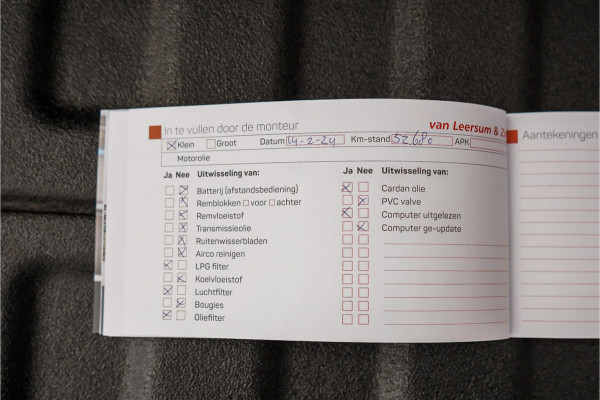 In te vullen door de monteur
van Leersum & Z
Aantekeningen
Klein Groot Datum 14-2-24 Km-stand 52680 APK
Motorolie
Ja Nee Uitwisseling van:
Batterij (afstandsbediening)
Remblokken voor achter
Remvloeistof
Transmissieolie
Ruitenwisserbladen
Airco reinigen
LPG filter
Koelvloeistof
Luchtfilter
Bougies
Oliefilter
Ja Nee Uitwisseling van:
Cardan olie
PVC valve
Computer uitgelezen
Computer ge-update